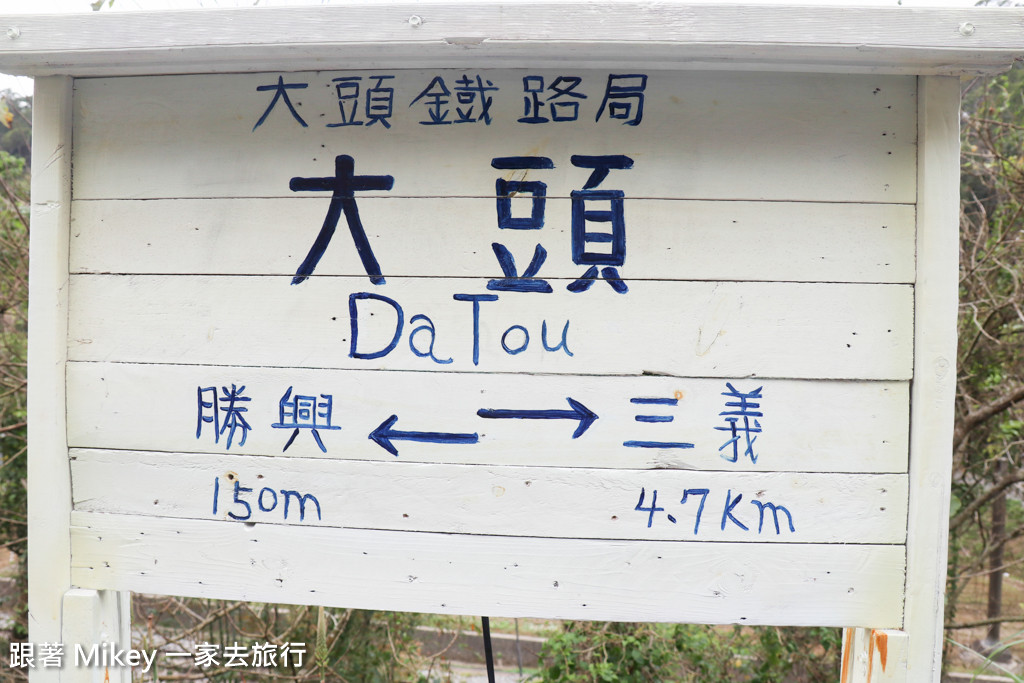 大頭鐵路局
大頭
DaTou
勝興 ← → 三義
150m 4.7Km
跟著 Mikey 一家去旅行